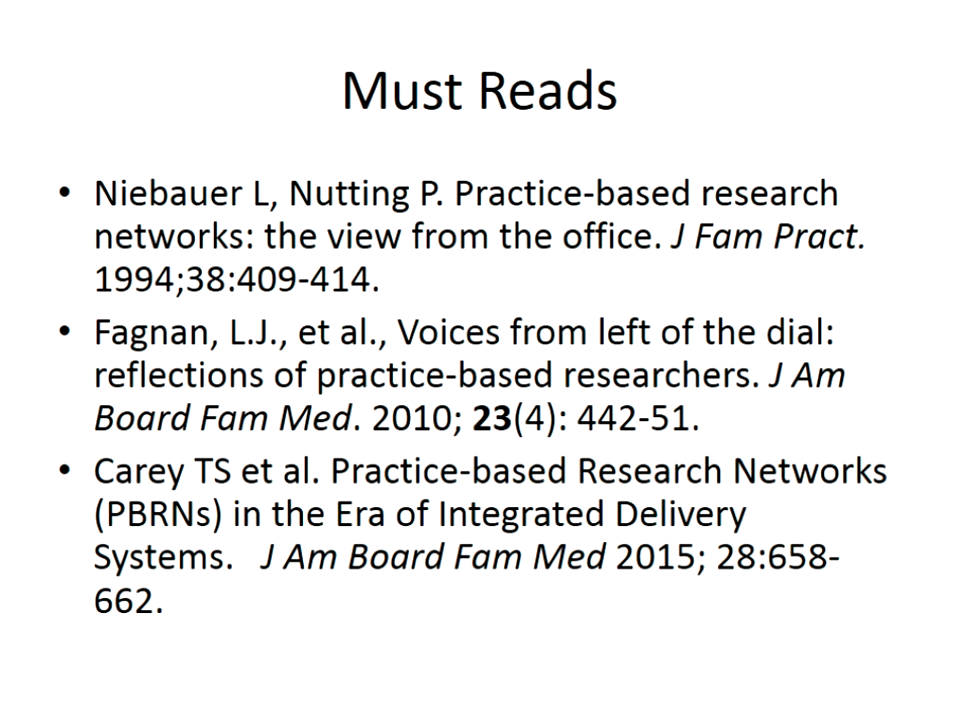 Must Reads
• Niebauer L, Nutting P. Practice-based research
networks: the view from the office. J Fam Pract.
1994;38:409-414.
• Fagnan, L.J., et al., Voices from left of the dial:
reflections of practice-based researchers. J Am
Board Fam Med. 2010; 23(4): 442-51.
• Carey TS et al. Practice-based Research Networks
(PBRNs) in the Era of Integrated Delivery
Systems.   J Am Board Fam Med 2015; 28:658-
662.